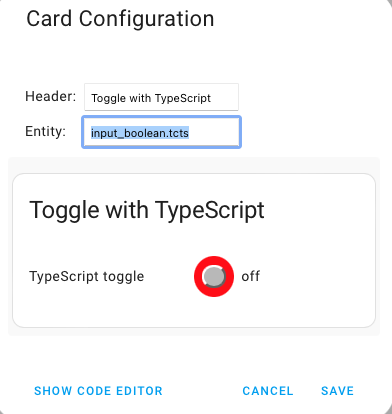 Card Configuration
Header: Toggle with TypeScript
Entity: input_boolean.tcts
Toggle with TypeScript
TypeScript toggle off
SHOW CODE EDITOR CANCEL SAVE